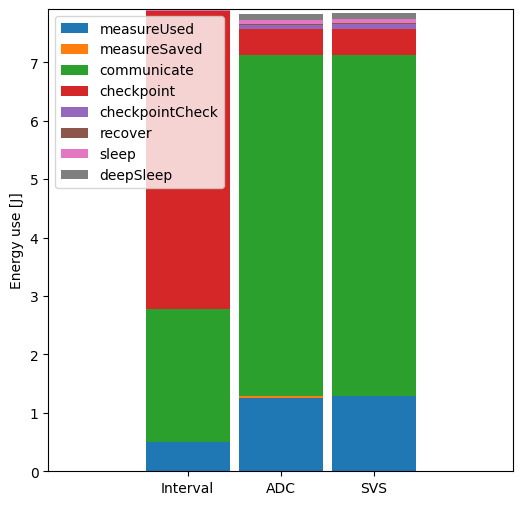 measureUsed
measureSaved
communicate
checkpoint
checkpointCheck
recover
sleep
deepSleep
Energy use [J]
7
6
5
4
3
2
1
0
Interval ADC SVS